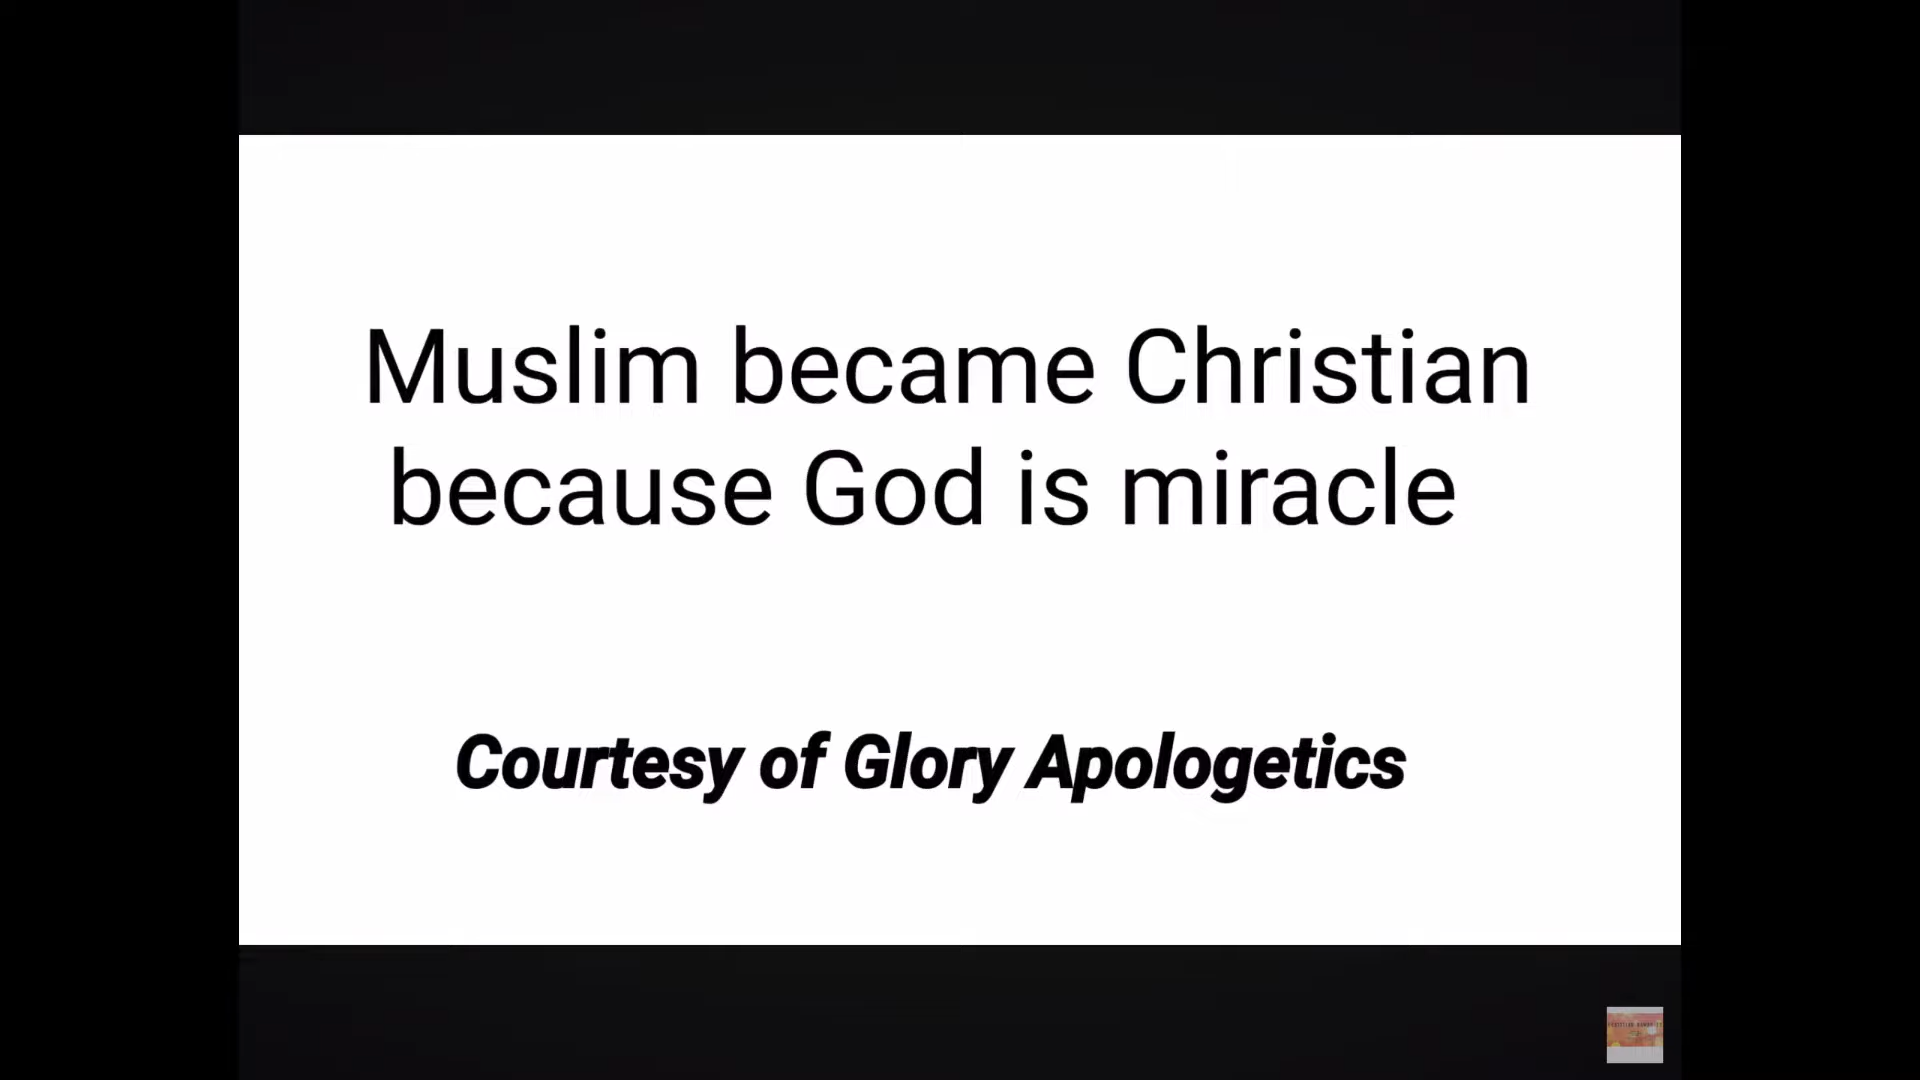 Muslim became Christian
because God is miracle
Courtesy of Glory Apologetics